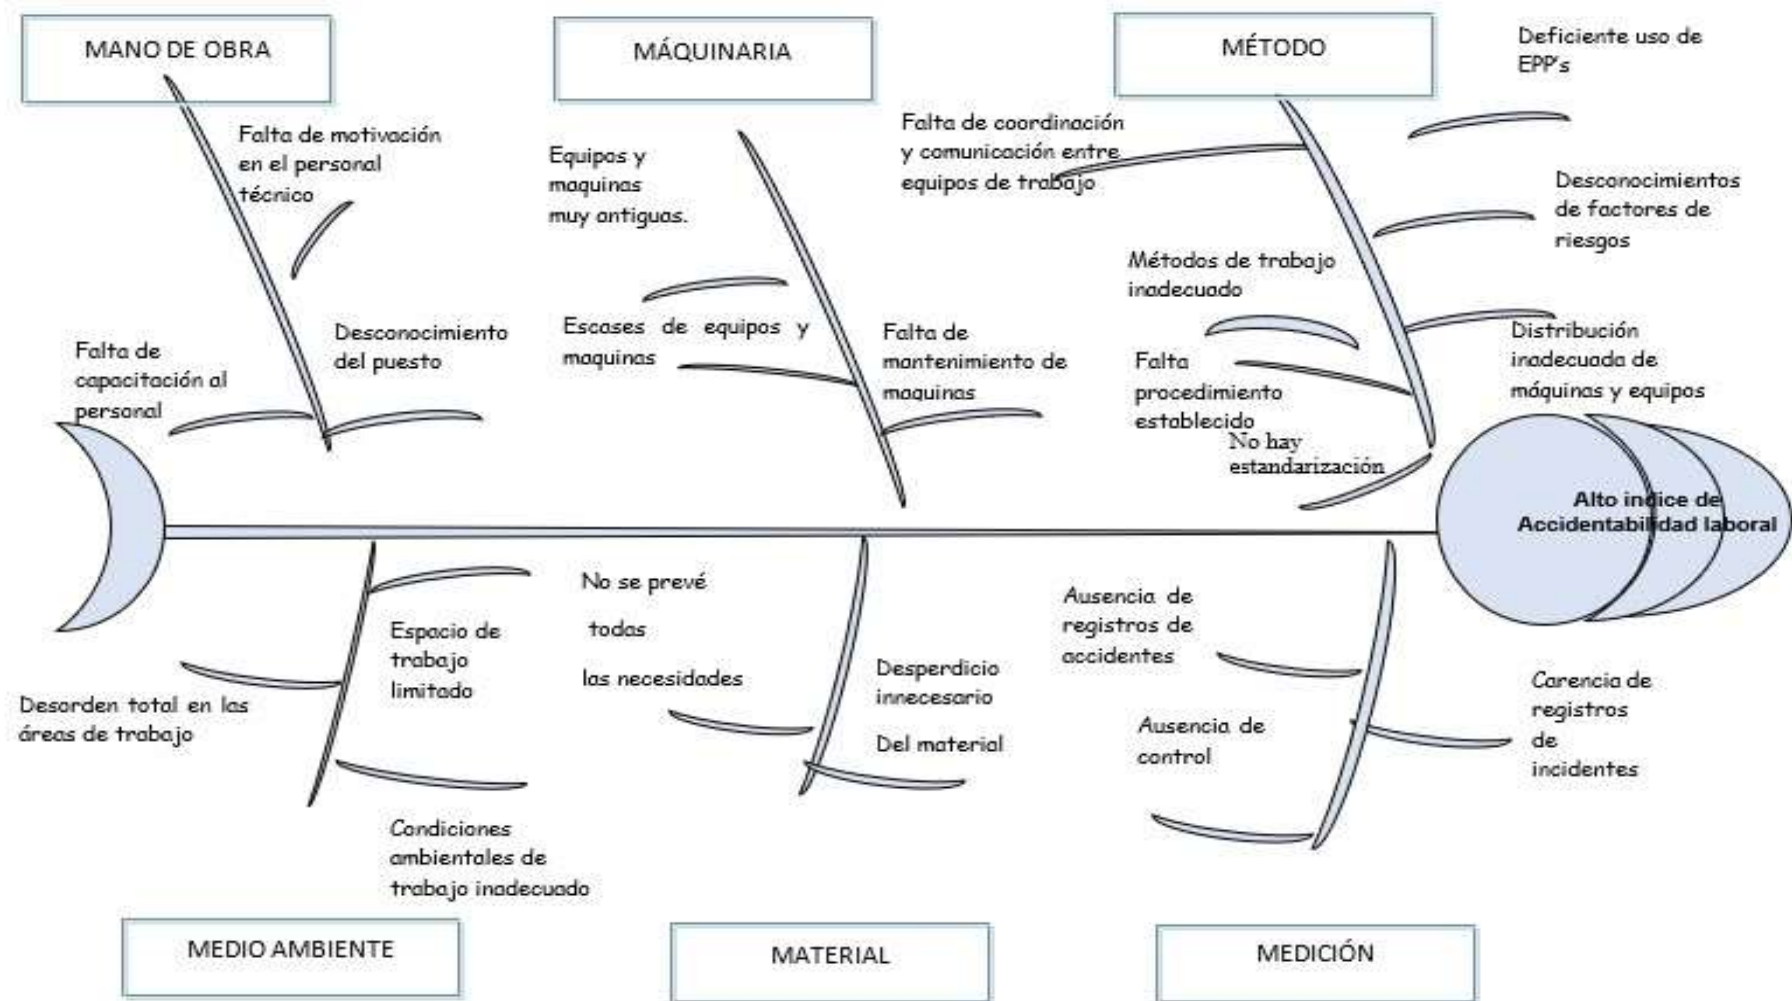 MANO DE OBRA
MÁQUINARIA
MÉTODO
Deficiente uso de
EPP's
Falta de motivación
en el personal
técnico
Equipos y
maquinas
muy antiguas.
Falta de coordinación
y comunicación entre
equipos de trabajo
Desconocimientos
de factores de
riesgos
Métodos de trabajo
inadecuado
Falta de
capacitación al
personal
Desconocimiento
del puesto
Escases de equipos y
maquinas
Falta de
mantenimiento de
maquinas
Falta
procedimiento
establecido
No hay
estandarización
Distribución
inadecuada de
máquinas y equipos
Alto indice de
Accidentabilidad laboral
Desorden total en las
áreas de trabajo
Espacio de
trabajo
limitado
No se prevé
todas
las necesidades
Desperdicio
innecesario
Del material
Ausencia de
registros de
accidentes
Ausencia de
control
Carencia de
registros
de
incidentes
Condiciones
ambientales de
trabajo inadecuado
MEDIO AMBIENTE
MATERIAL
MEDICIÓN